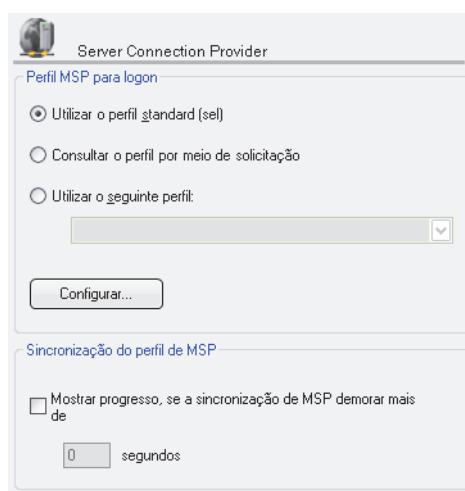 Server Connection Provider
Perfil MSP para logon
Utilizar o perfil standard (sel)
Consultar o perfil por meio de solicitação
Utilizar o seguinte perfil:
Configurar...
Sincronização do perfil de MSP
Mostrar progresso, se a sincronização de MSP demorar mais
de
0 segundos